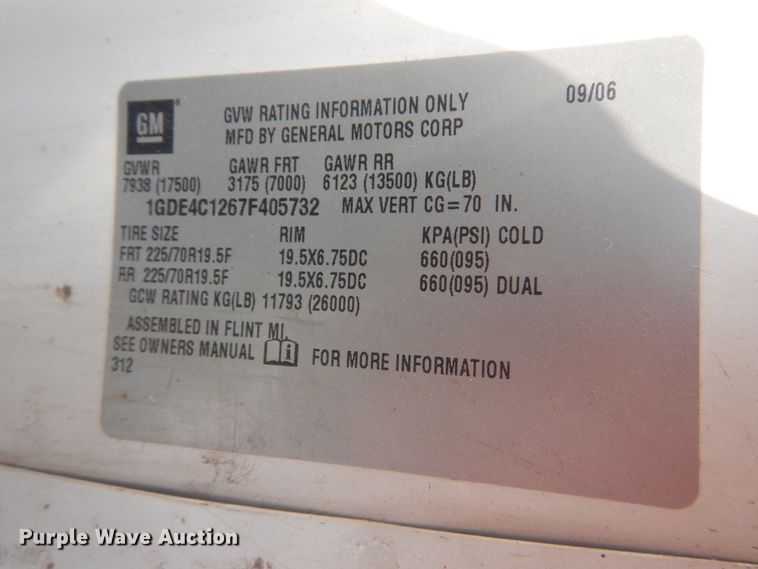 GM®
GVW RATING INFORMATION ONLY 09/06
MFD BY GENERAL MOTORS CORP
GVWR GAWR FRT GAWR RR
7938 (17500) 3175 (7000) 6123 (13500) KG(LB)
1GDE4C1267F405732 MAX VERT CG=70 IN.
TIRE SIZE RIM KPA(PSI) COLD
FRT 225/70R19.5F 19.5X6.75DC 660(095)
RR 225/70R19.5F 19.5X6.75DC 660(095) DUAL
GCW RATING KG(LB) 11793 (26000)
ASSEMBLED IN FLINT MI.
SEE OWNERS MANUAL i FOR MORE INFORMATION
312
Purple Wave Auction